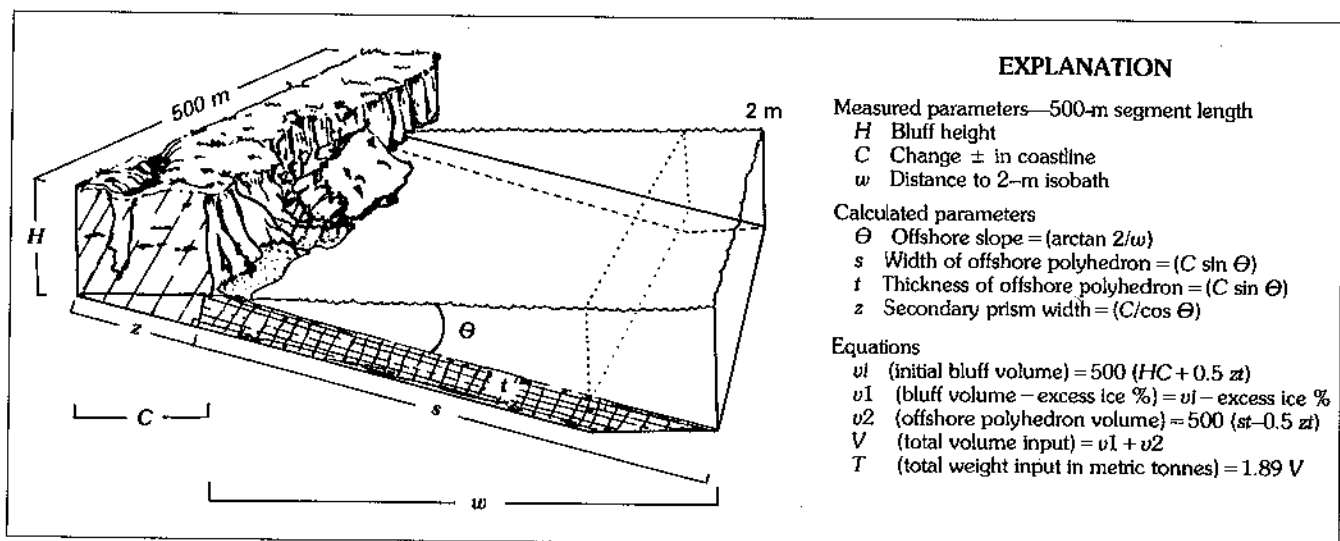 500 m
2 m
H
z
C
θ
t
s
w
EXPLANATION
Measured parameters—500-m segment length
H Bluff height
C Change ± in coastline
w Distance to 2–m isobath
Calculated parameters
Θ Offshore slope = (arctan 2/w)
s Width of offshore polyhedron = (C sin Θ)
t Thickness of offshore polyhedron = (C sin Θ)
z Secondary prism width = (C/cos Θ)
Equations
vi (initial bluff volume) = 500 (HC + 0.5 zt)
v1 (bluff volume – excess ice %) = vi – excess ice %
v2 (offshore polyhedron volume) = 500 (st–0.5 zt)
V (total volume input) = v1 + v2
T (total weight input in metric tonnes) = 1.89 V